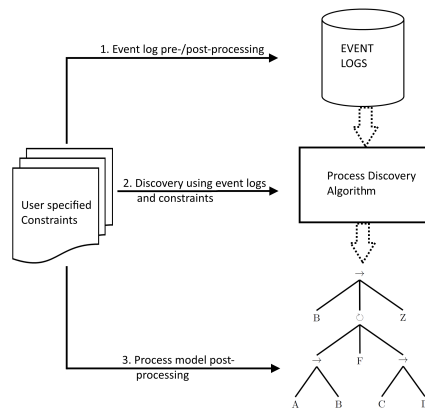 1. Event log pre-/post-processing
EVENT
LOGS
2. Discovery using event logs
and constraints
Process Discovery
Algorithm
User specified
Constraints
→
B ↻ Z
→ F →
3. Process model post-
processing
A B C D